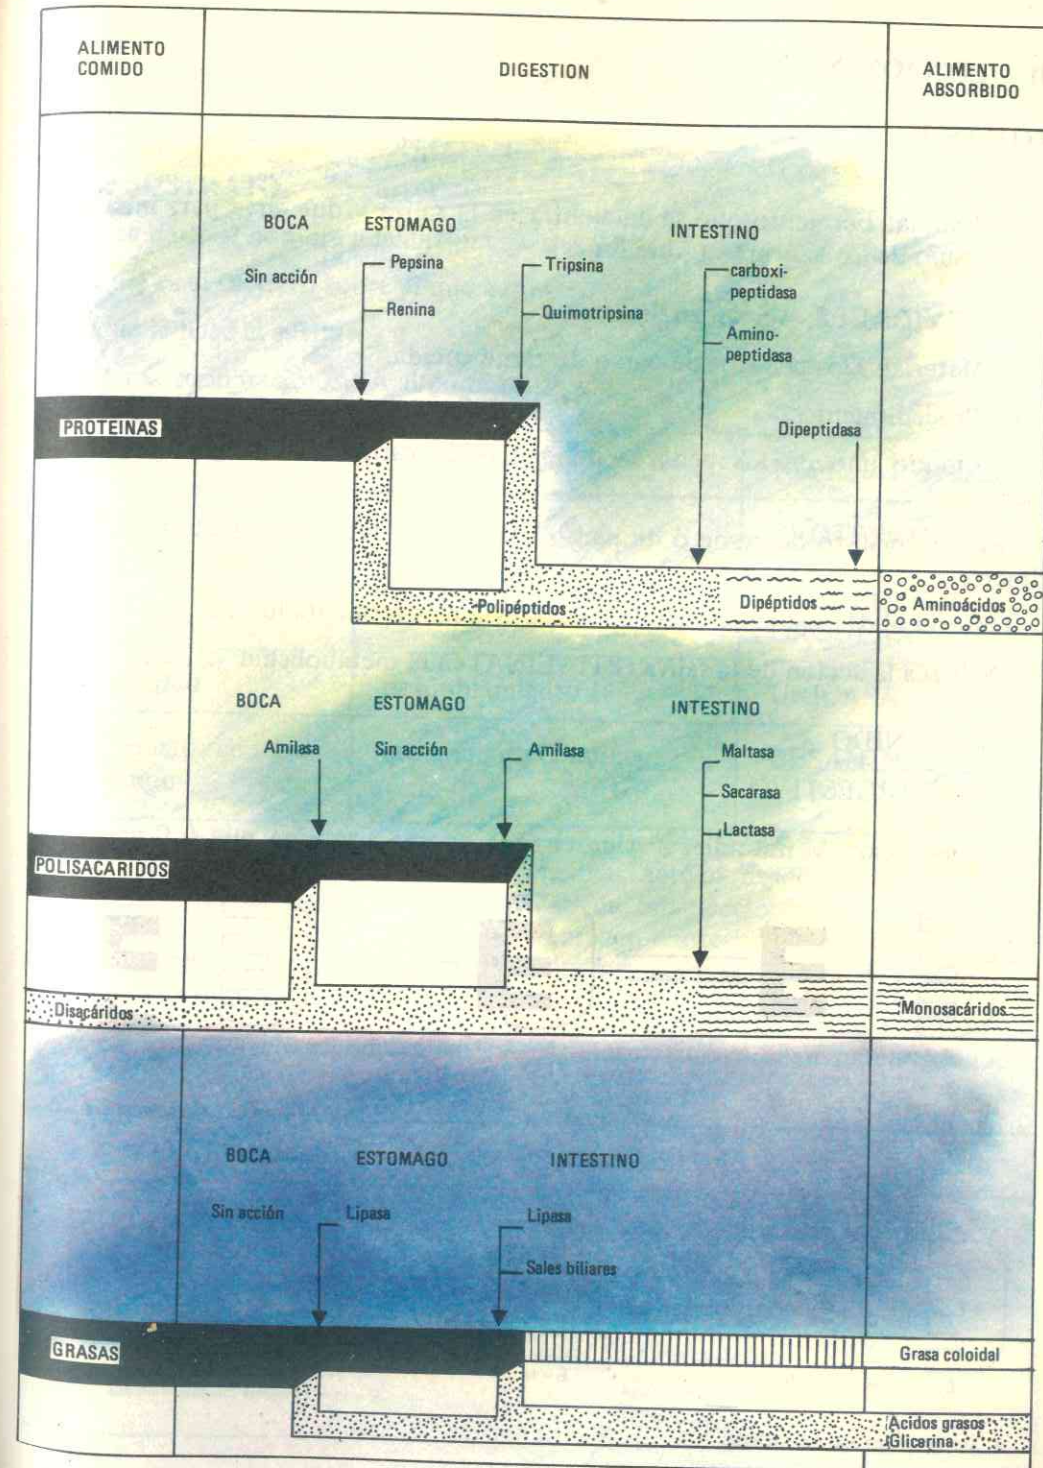 ALIMENTO
COMIDO
DIGESTION
ALIMENTO
ABSORBIDO
BOCA
ESTOMAGO
INTESTINO
Sin acción
Pepsina
Renina
Tripsina
Quimotripsina
carboxi-
peptidasa
Amino-
peptidasa
Dipeptidasa
PROTEINAS
Polipéptidos
Dipéptidos
Aminoácidos
BOCA
ESTOMAGO
INTESTINO
Amilasa
Sin acción
Amilasa
Maltasa
Sacarasa
Lactasa
POLISACARIDOS
Disacáridos
Monosacáridos
BOCA
ESTOMAGO
INTESTINO
Sin acción
Lipasa
Lipasa
Sales biliares
GRASAS
Grasa coloidal
Acidos grasos
Glicerina